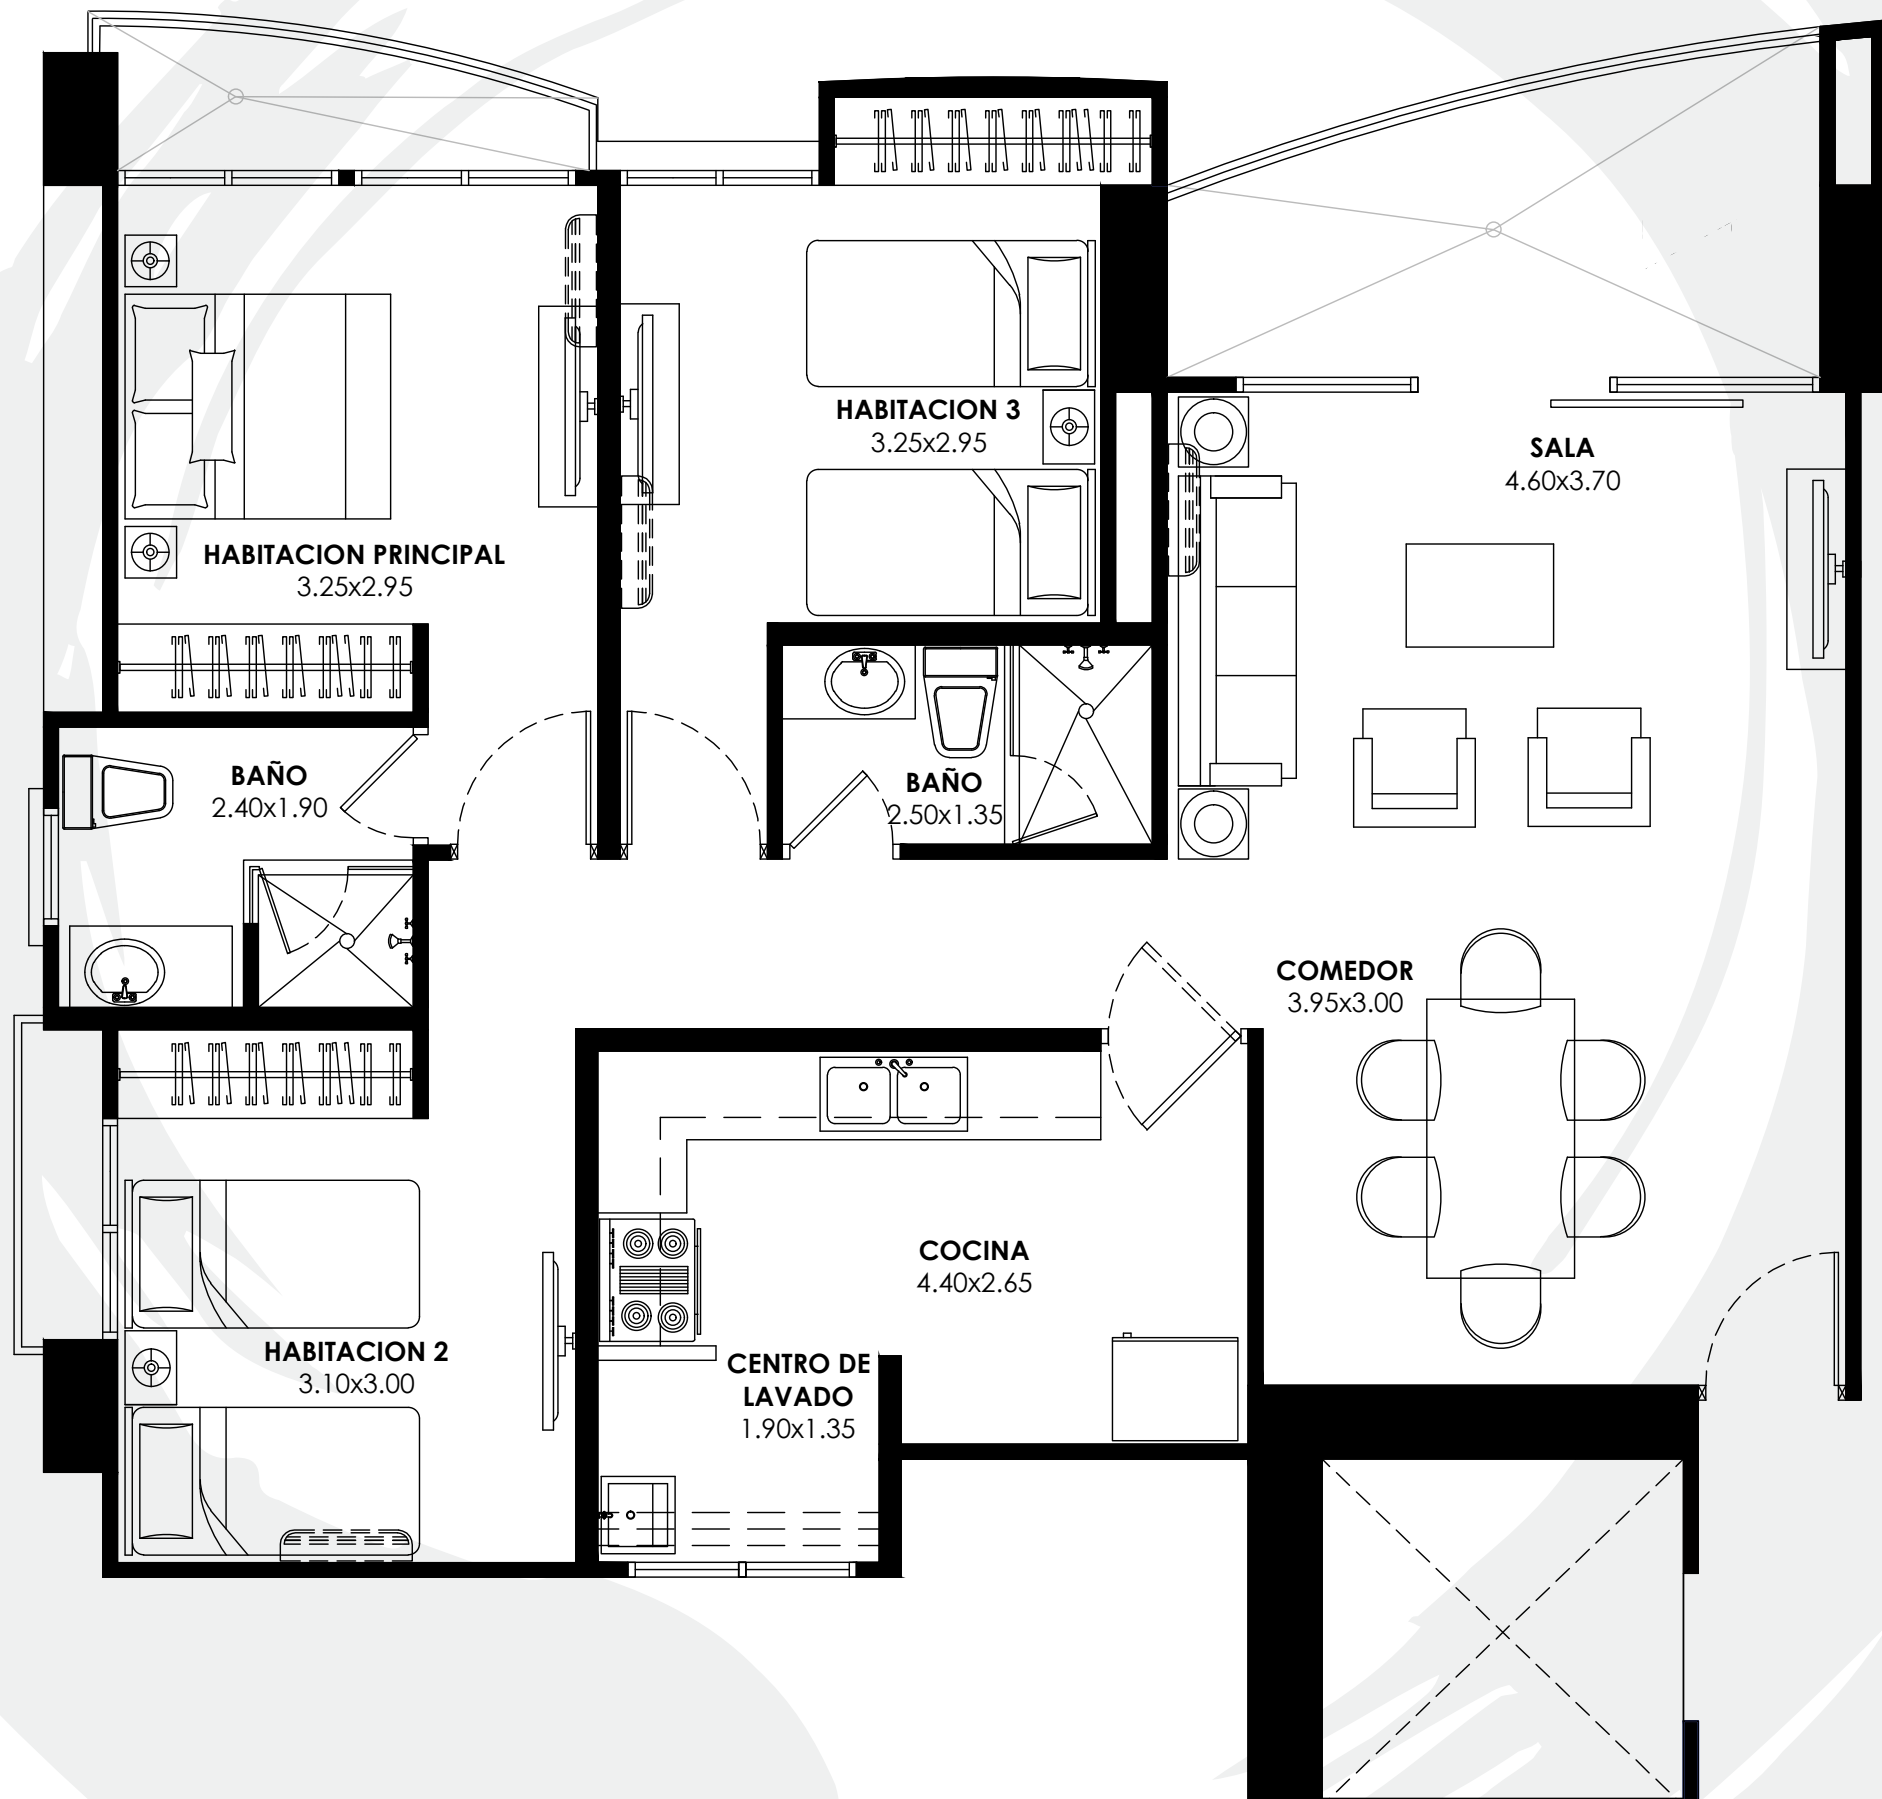 HABITACION 3
3.25x2.95
SALA
4.60x3.70
HABITACION PRINCIPAL
3.25x2.95
BAÑO
2.40x1.90
BAÑO
2.50x1.35
COMEDOR
3.95x3.00
COCINA
4.40x2.65
HABITACION 2
3.10x3.00
CENTRO DE
LAVADO
1.90x1.35